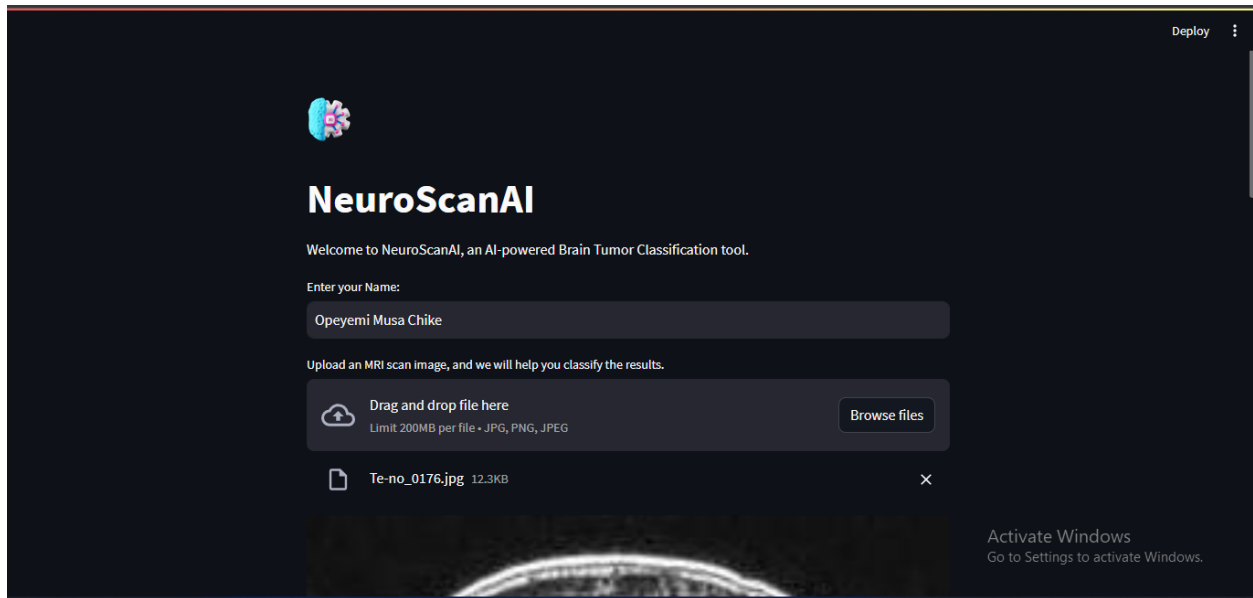 Deploy
NeuroScanAI
Welcome to NeuroScanAI, an AI-powered Brain Tumor Classification tool.
Enter your Name:
Opeyemi Musa Chike
Upload an MRI scan image, and we will help you classify the results.
Drag and drop file here
Limit 200MB per file • JPG, PNG, JPEG
Browse files
Te-no_0176.jpg 12.3KB
Activate Windows
Go to Settings to activate Windows.